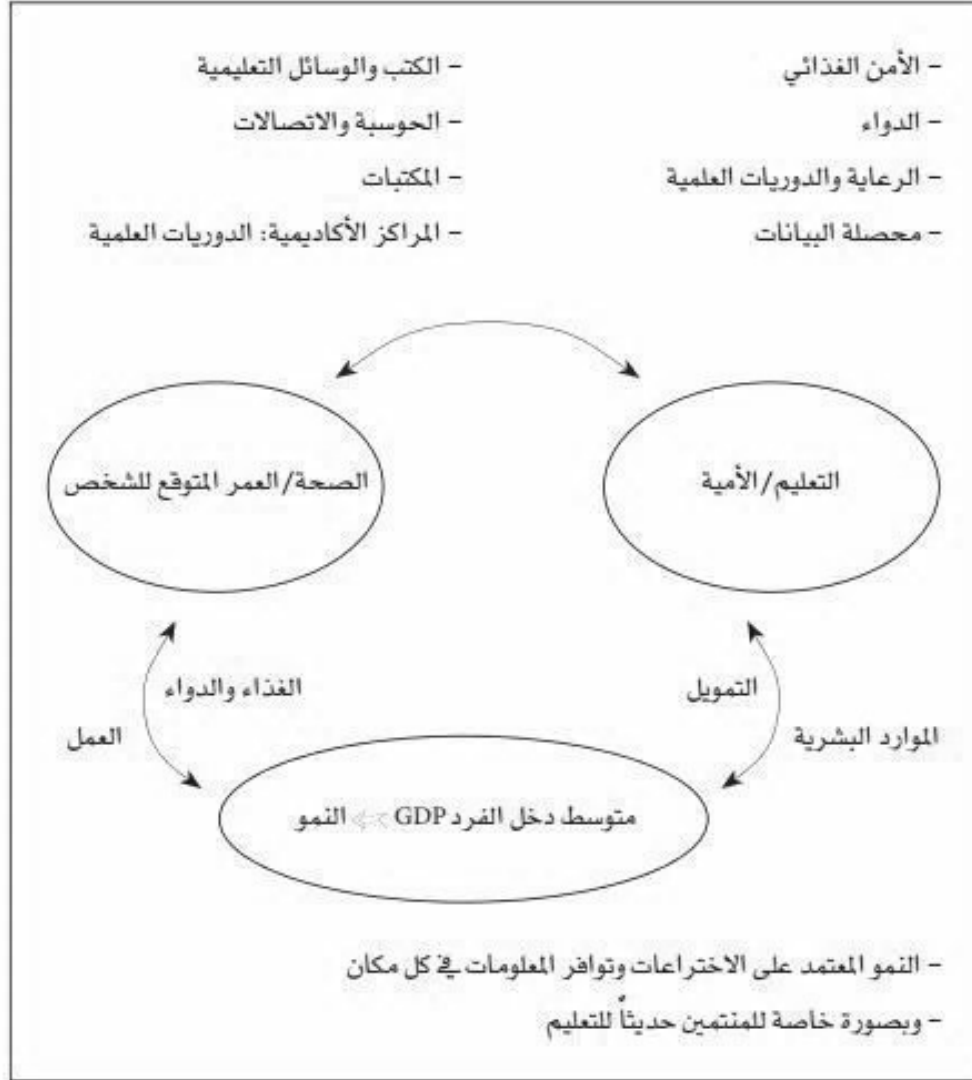 - الأمن الغذائي
- الدواء
- الرعاية والدوريات العلمية
- محصلة البيانات
- الكتب والوسائل التعليمية
- الحوسبة والاتصالات
- المكتبات
- المراكز الأكاديمية: الدوريات العلمية
التعليم/الأمية
الصحة/العمر المتوقع للشخص
التمويل
الموارد البشرية
الغذاء والدواء
العمل
متوسط دخل الفرد GDP >> النمو
- النمو المعتمد على الاختراعات وتوافر المعلومات في كل مكان
- وبصورة خاصة للمنتمين حديثاً للتعليم